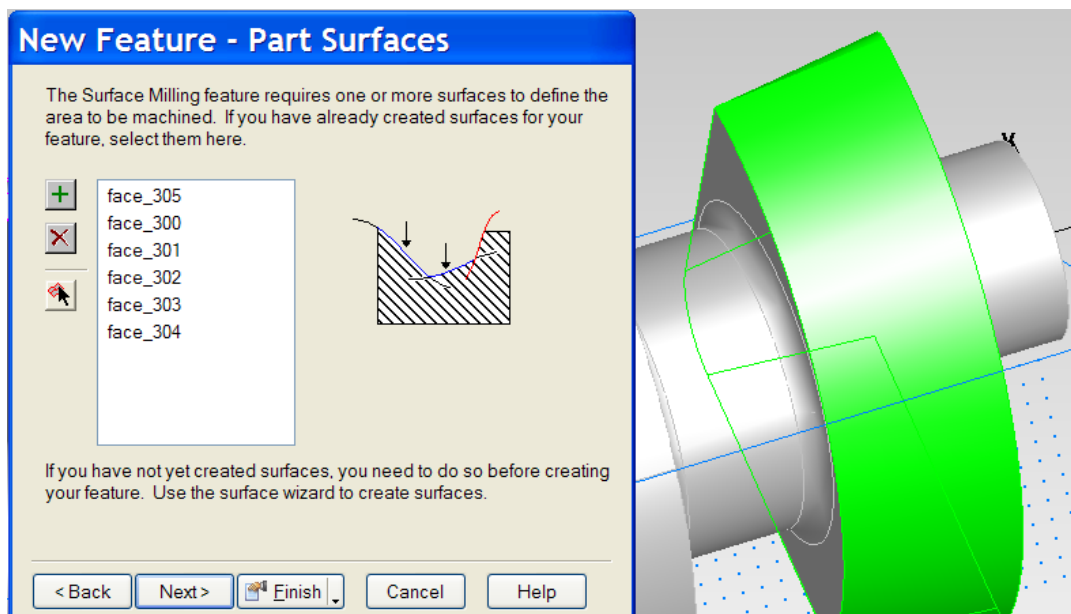 New Feature - Part Surfaces
The Surface Milling feature requires one or more surfaces to define the
area to be machined. If you have already created surfaces for your
feature, select them here.
face_305
face_300
face_301
face_302
face_303
face_304
If you have not yet created surfaces, you need to do so before creating
your feature. Use the surface wizard to create surfaces.
< Back
Next >
Finish
Cancel
Help